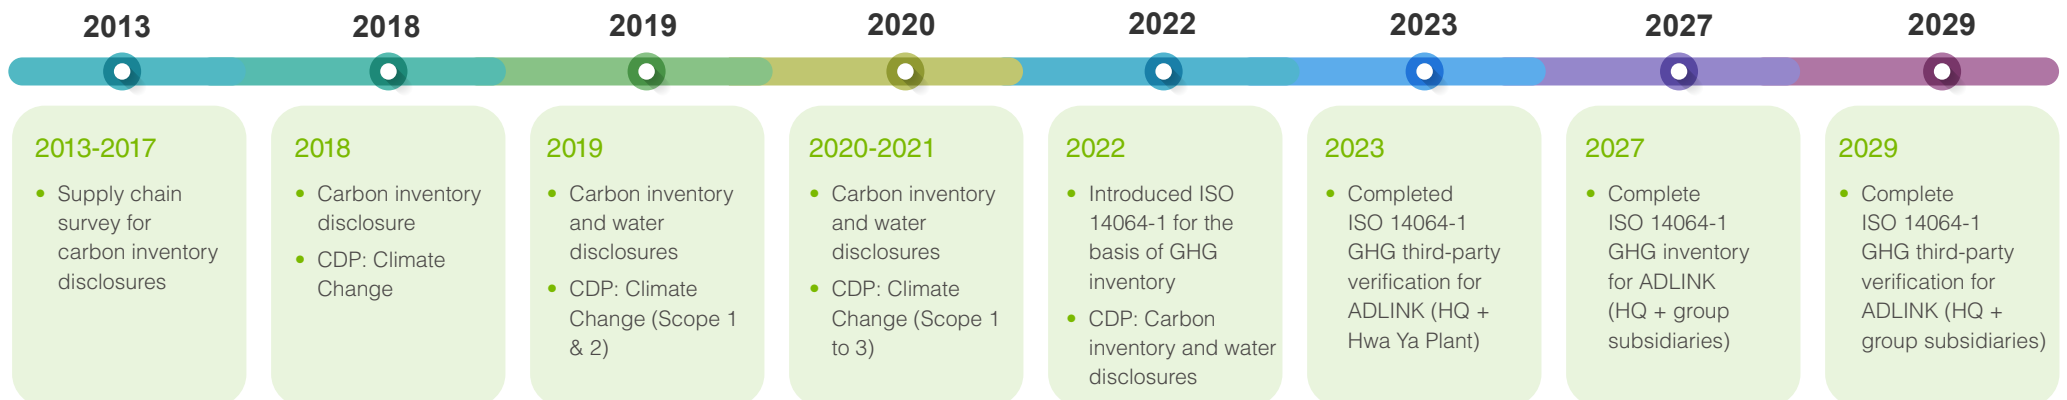 2013
2018
2019
2020
2022
2023
2027
2029
2013-2017
• Supply chain
survey for
carbon inventory
disclosures
2018
• Carbon inventory
disclosure
• CDP: Climate
Change
2019
• Carbon inventory
and water
disclosures
• CDP: Climate
Change (Scope 1
& 2)
2020-2021
• Carbon inventory
and water
disclosures
• CDP: Climate
Change (Scope 1
to 3)
2022
• Introduced ISO
14064-1 for the
basis of GHG
inventory
• CDP: Carbon
inventory and water
disclosures
2023
• Completed
ISO 14064-1
GHG third-party
verification for
ADLINK (HQ +
Hwa Ya Plant)
2027
• Complete
ISO 14064-1
GHG inventory
for ADLINK
(HQ + group
subsidiaries)
2029
• Complete
ISO 14064-1
GHG third-party
verification for
ADLINK (HQ +
group subsidiaries)